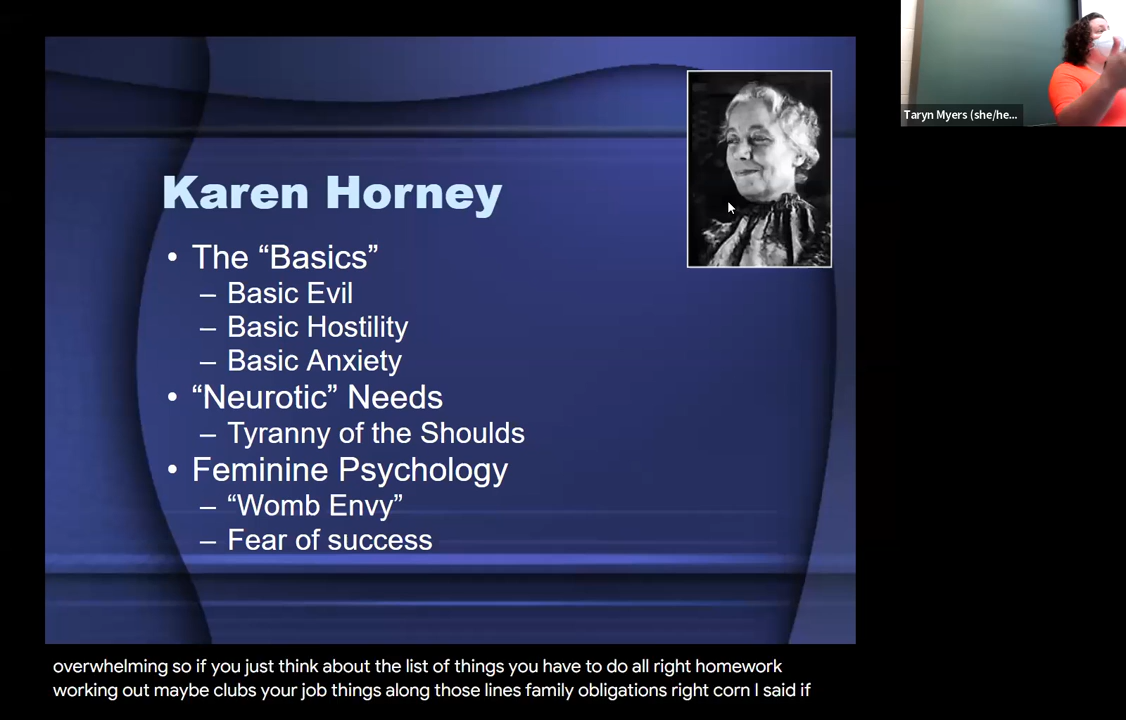 Taryn Myers (she/he...
Karen Horney
• The “Basics”
– Basic Evil
– Basic Hostility
– Basic Anxiety
• “Neurotic” Needs
– Tyranny of the Shoulds
• Feminine Psychology
– “Womb Envy”
– Fear of success
overwhelming so if you just think about the list of things you have to do all right homework
working out maybe clubs your job things along those lines family obligations right corn I said if